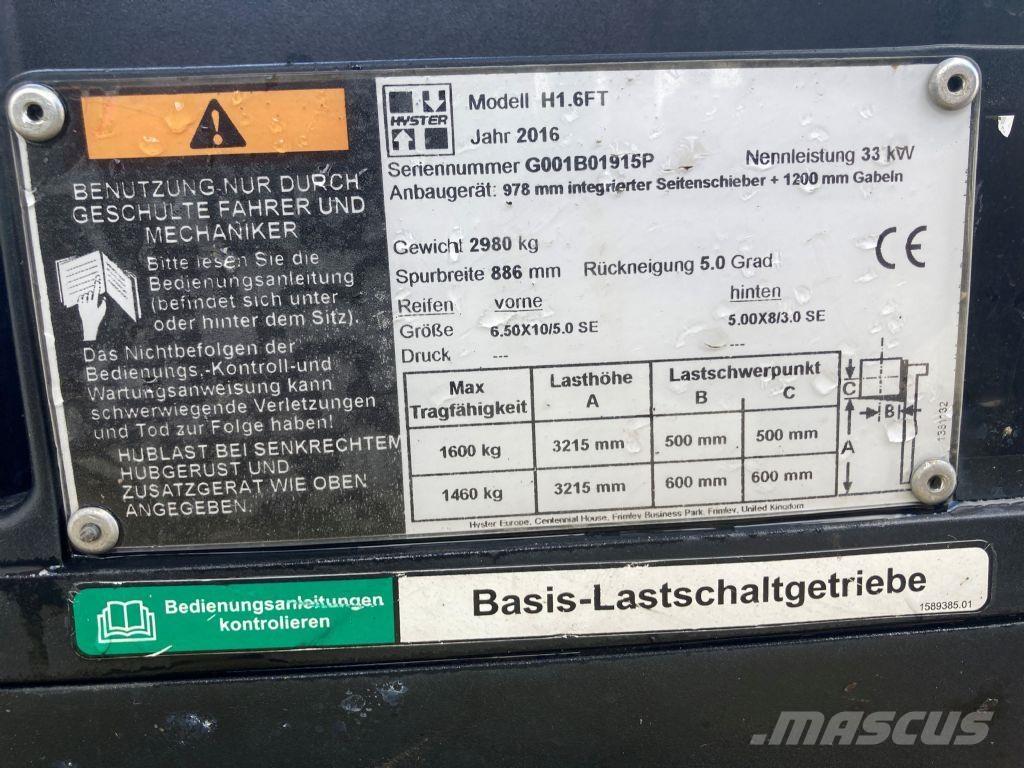 BENUTZUNG NUR DURCH
GESCHULTE FAHRER UND
MECHANIKER
Bitte lesen Sie die
Bedienungsanleitung
(befindet sich unter
oder hinter dem Sitz).
Das Nichtbefolgen der
Bedienungs.-Kontroll-und
Wartungsanweisung kann
schwerwiegende Verletzungen
und Tod zur Folge haben!
HUBLAST BEI SENKRECHTEM
HUBGERUST UND
ZUSATZGERAT WIE OBEN
ANGEGEBEN.
HYSTER
Modell H1.6FT
Jahr 2016
Seriennummer G001B01915P Nennleistung 33 kW
Anbaugerät: 978 mm integrierter Seitenschieber + 1200 mm Gabeln
Gewicht 2980 kg
CE
Spurbreite 886 mm Rückneigung 5.0 Grad
Reifen vorne hinten
Größe 6.50X10/5.0 SE 5.00X8/3.0 SE
Druck --- ---
Max Tragfähigkeit Lasthöhe A Lastschwerpunkt B C
1600 kg 3215 mm 500 mm 500 mm
1460 kg 3215 mm 600 mm 600 mm
C
B
A
1381132
Hyster Europe, Centennial House, Frimley Business Park, Frimley, United Kingdom
Bedienungsanleitungen
kontrollieren
Basis-Lastschaltgetriebe
1589385.01
MASCUS